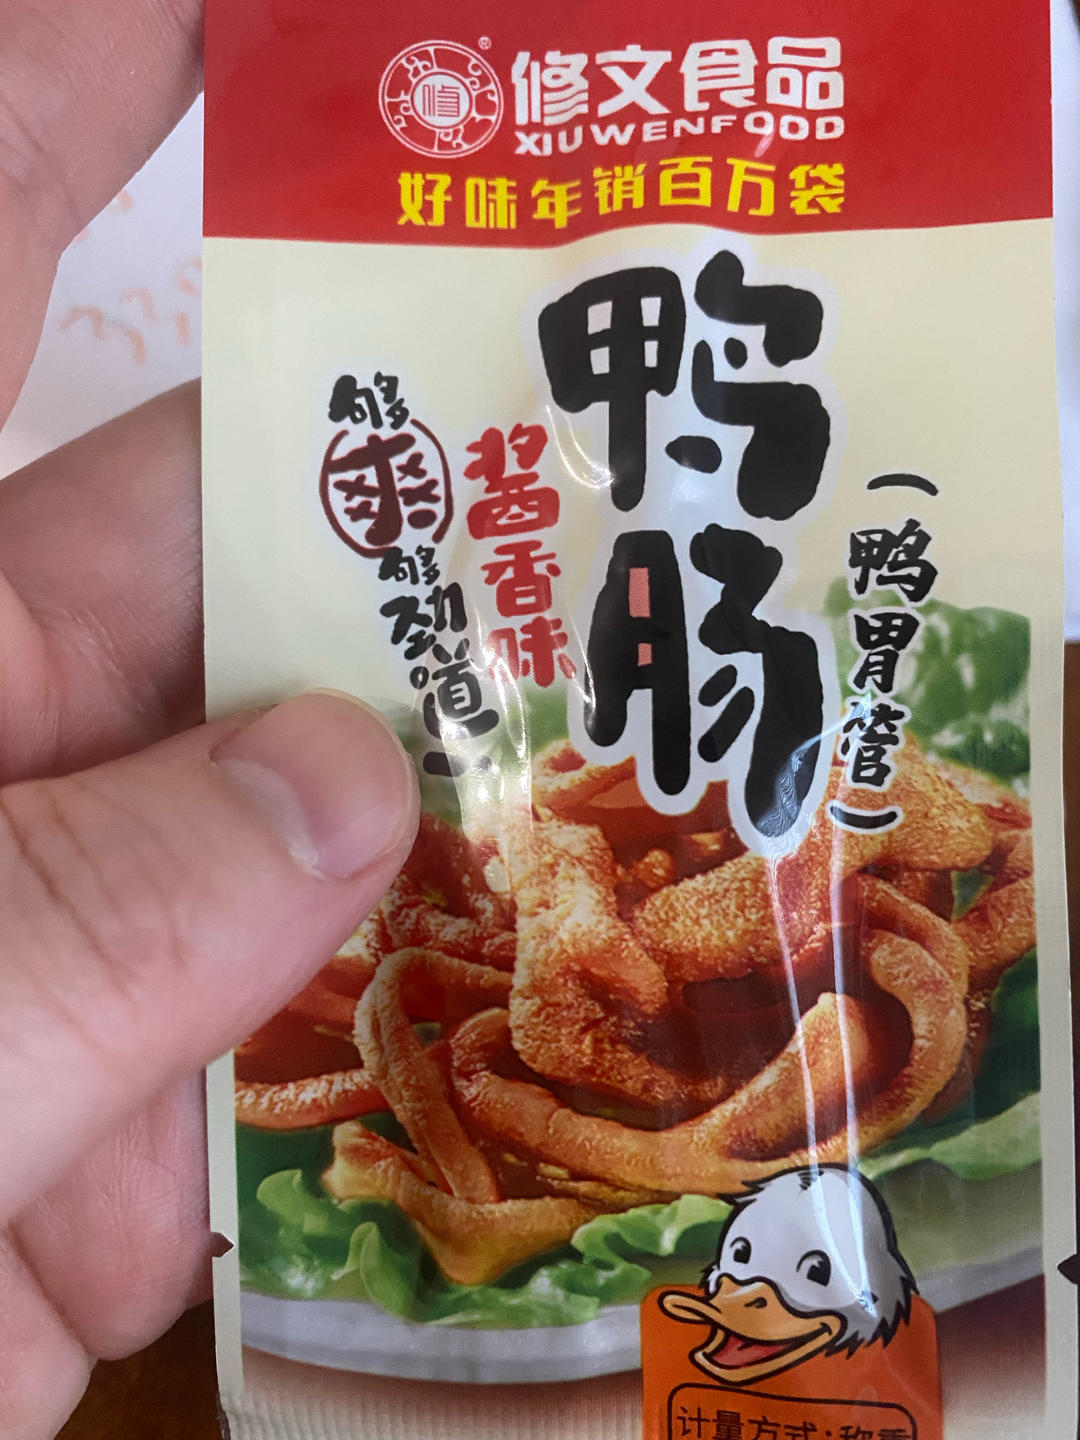 修
®
修文食品
XIUWENFOOD
好味年销百万袋
鸭肠
(鸭胃管)
酱香味
够爽够劲道
计量方式:称重